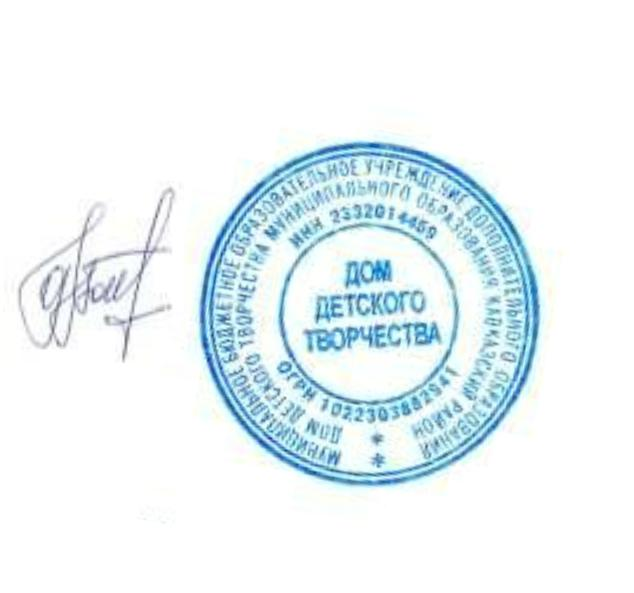 МУНИЦИПАЛЬНОЕ БЮДЖЕТНОЕ ОБРАЗОВАТЕЛЬНОЕ УЧРЕЖДЕНИЕ ДОПОЛНИТЕЛЬНОГО ОБРАЗОВАНИЯ
ДОМ ДЕТСКОГО ТВОРЧЕСТВА МУНИЦИПАЛЬНОГО ОБРАЗОВАНИЯ КАВКАЗСКИЙ РАЙОН
ИНН 2332014459
ДОМ
ДЕТСКОГО
ТВОРЧЕСТВА
ОГРН 1022303882941